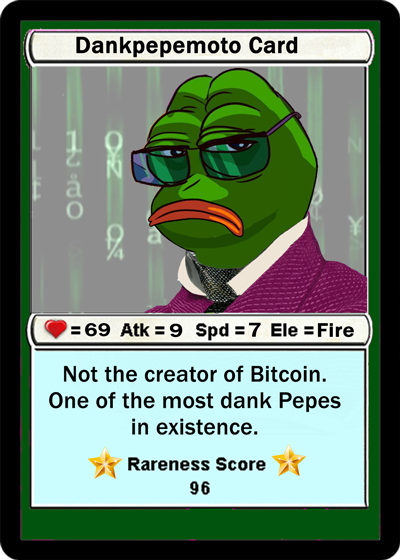 Dankpepemoto Card
=69 Atk=9 Spd=7 Ele=Fire
Not the creator of Bitcoin.
One of the most dank Pepes
in existence.
Rareness Score
96